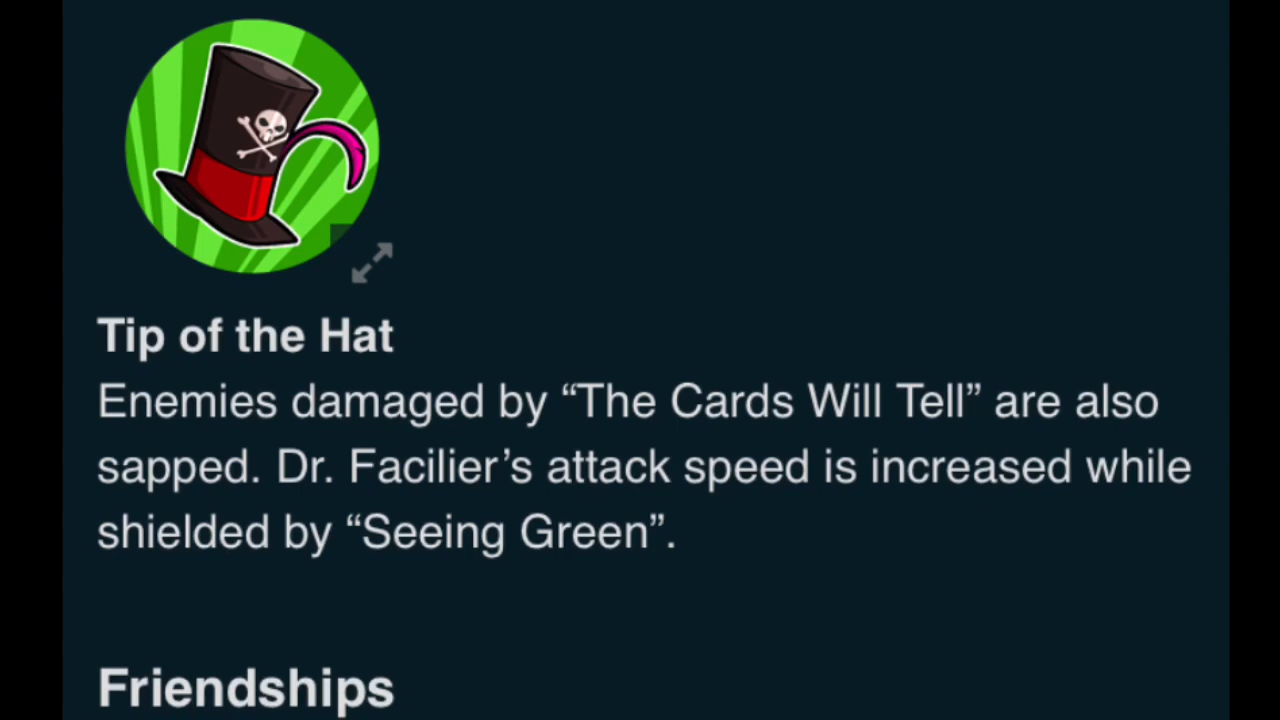 Tip of the Hat
Enemies damaged by “The Cards Will Tell” are also
sapped. Dr. Facilier’s attack speed is increased while
shielded by “Seeing Green”.
Friendships